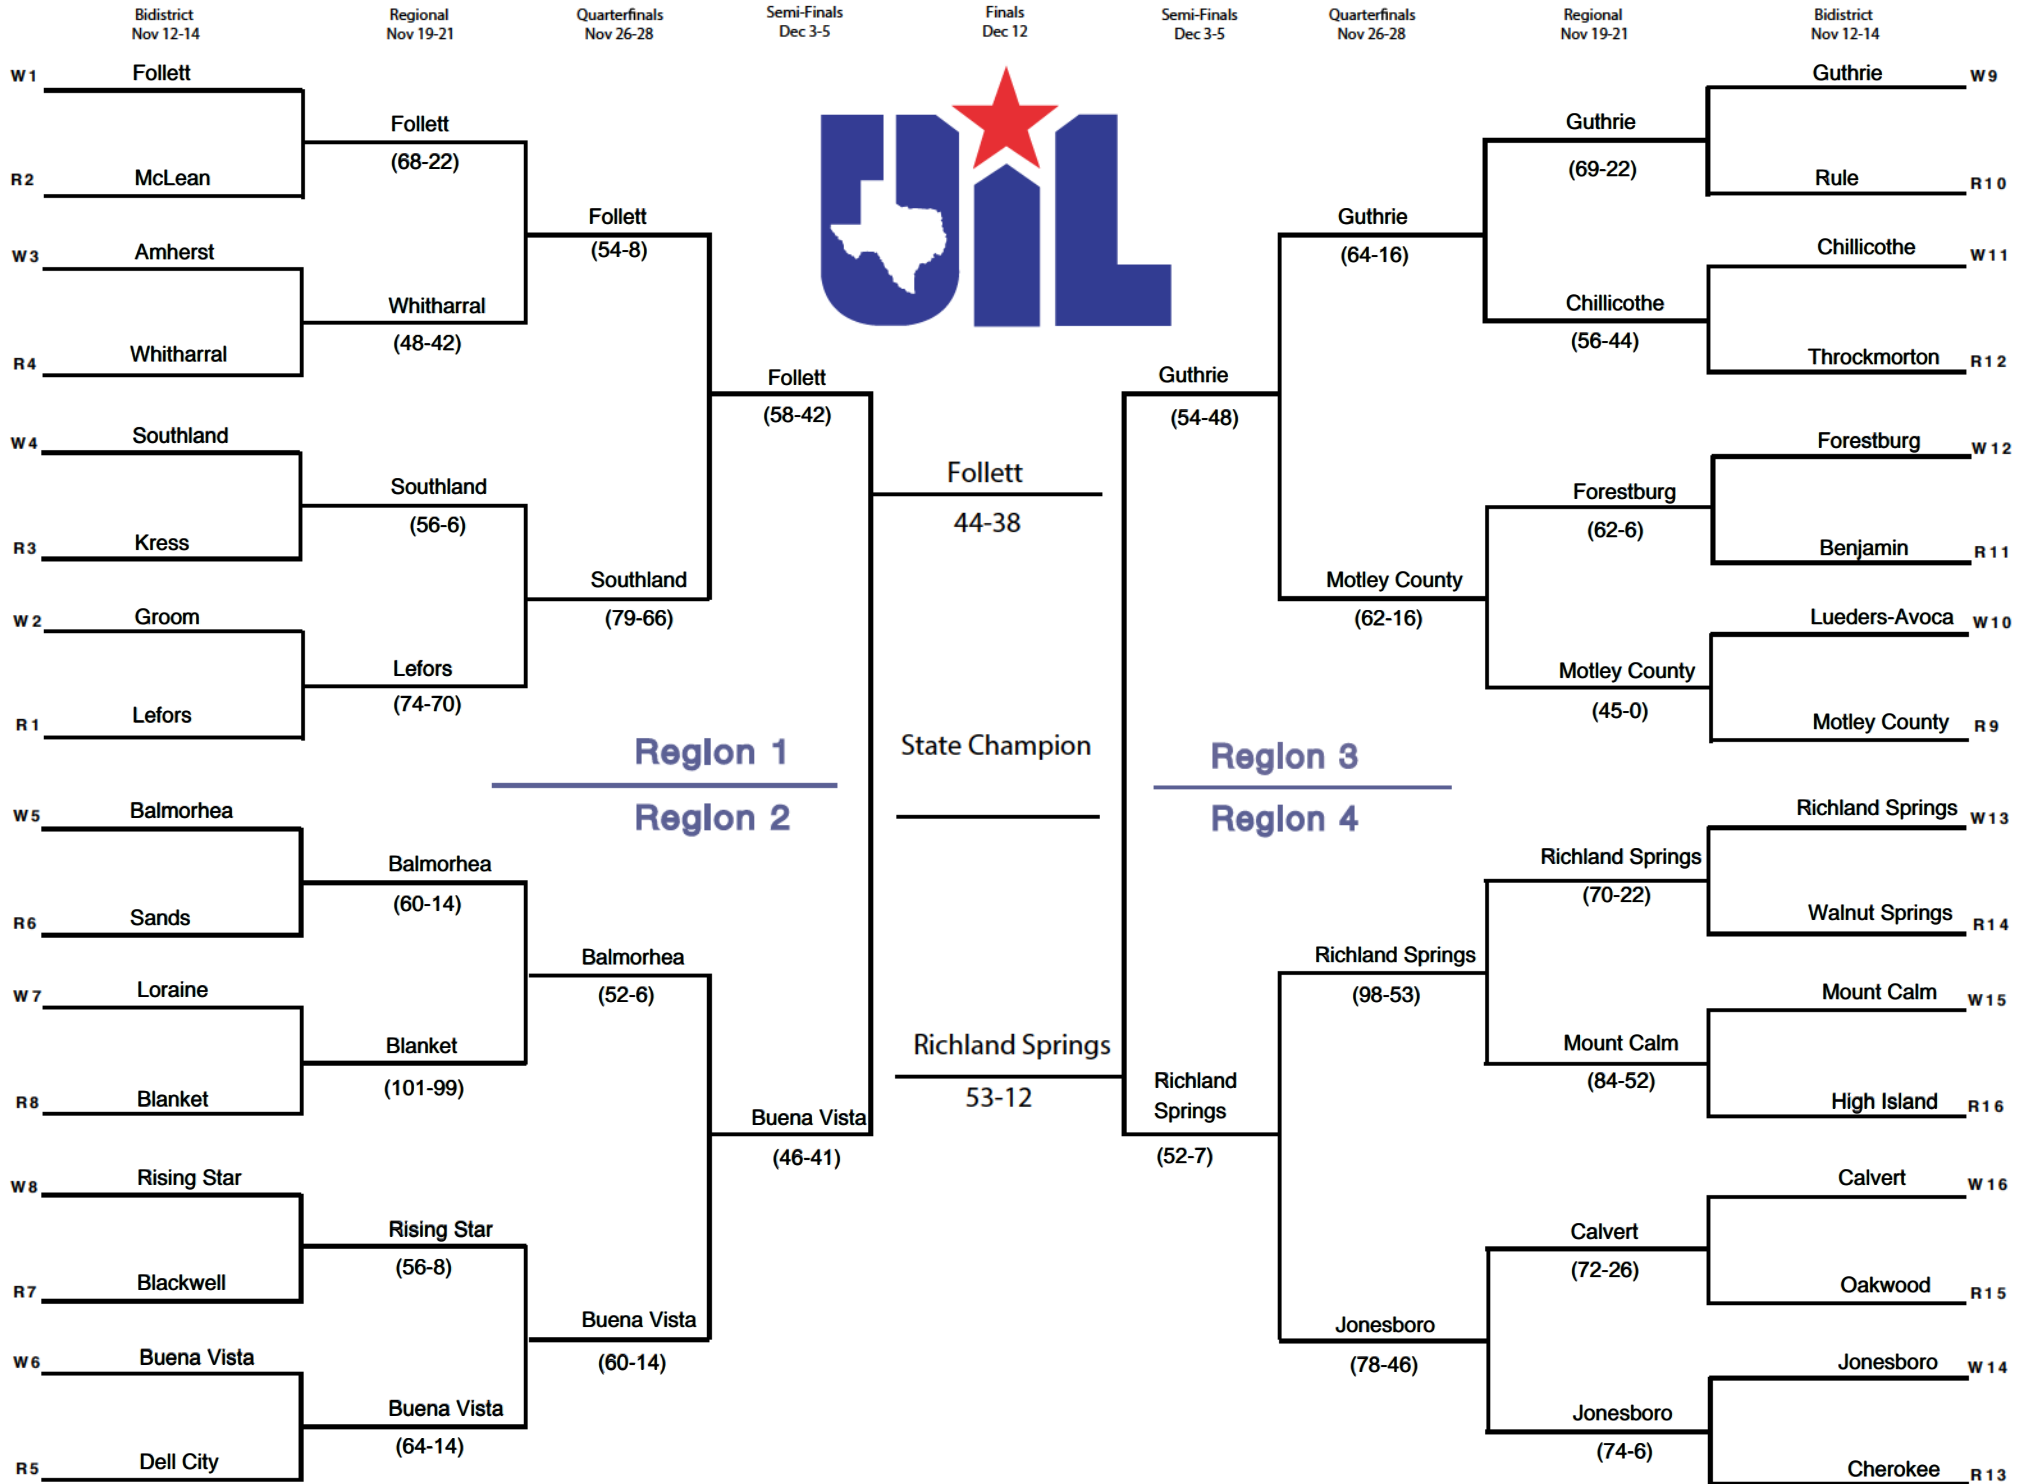 Bidistrict
Nov 12-14
Regional
Nov 19-21
Quarterfinals
Nov 26-28
Semi-Finals
Dec 3-5
Finals
Dec 12
Semi-Finals
Dec 3-5
Quarterfinals
Nov 26-28
Regional
Nov 19-21
Bidistrict
Nov 12-14
UIL
W1
Follett
R2
McLean
W3
Amherst
R4
Whitharral
W4
Southland
R3
Kress
W2
Groom
R1
Lefors
W5
Balmorhea
R6
Sands
W7
Loraine
R8
Blanket
W8
Rising Star
R7
Blackwell
W6
Buena Vista
R5
Dell City
Follett
(68-22)
Whitharral
(48-42)
Southland
(56-6)
Lefors
(74-70)
Balmorhea
(60-14)
Blanket
(101-99)
Rising Star
(56-8)
Buena Vista
(64-14)
Follett
(54-8)
Southland
(79-66)
Region 1
Region 2
Balmorhea
(52-6)
Buena Vista
(60-14)
Follett
(58-42)
Buena Vista
(46-41)
Follett
44-38
State Champion
Richland Springs
53-12
Guthrie
(54-48)
Richland
Springs
(52-7)
Region 3
Region 4
Guthrie
(64-16)
Motley County
(62-16)
Richland Springs
(98-53)
Jonesboro
(78-46)
Guthrie
(69-22)
Chillicothe
(56-44)
Forestburg
(62-6)
Motley County
(45-0)
Richland Springs
(70-22)
Mount Calm
(84-52)
Calvert
(72-26)
Jonesboro
(74-6)
Guthrie
W9
Rule
R10
Chillicothe
W11
Throckmorton
R12
Forestburg
W12
Benjamin
R11
Lueders-Avoca
W10
Motley County
R9
Richland Springs
W13
Walnut Springs
R14
Mount Calm
W15
High Island
R16
Calvert
W16
Oakwood
R15
Jonesboro
W14
Cherokee
R13